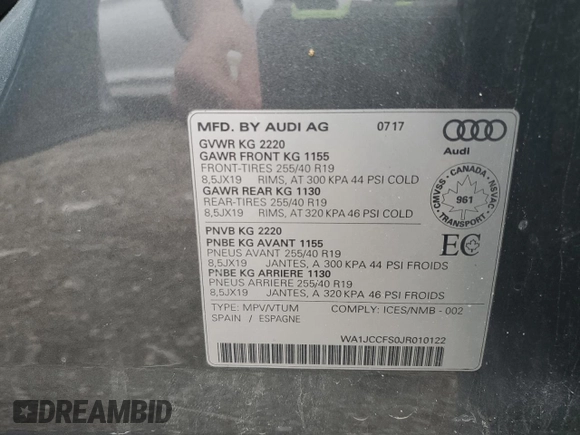 MFD. BY AUDI AG 07 17
Audi
GVWR KG 2220
GAWR FRONT KG 1155
FRONT-TIRES 255/40 R19
8,5JX19 RIMS, AT 300 KPA 44 PSI COLD
GAWR REAR KG 1130
REAR-TIRES 255/40 R19
8,5JX19 RIMS, AT 320 KPA 46 PSI COLD
CMVSS - CANADA - NSVAC
961
TRANSPORT
PNVB KG 2220
PNBE KG AVANT 1155
PNEUS AVANT 255/40 R19
8,5JX19 JANTES, A 300 KPA 44 PSI FROIDS
PNBE KG ARRIERE 1130
PNEUS ARRIERE 255/40 R19
8,5JX19 JANTES, A 320 KPA 46 PSI FROIDS
EC
TYPE: MPV/VTUM COMPLY: ICES/NMB - 002
SPAIN / ESPAGNE
WA1JCCFS0JR010122
DREAMBID